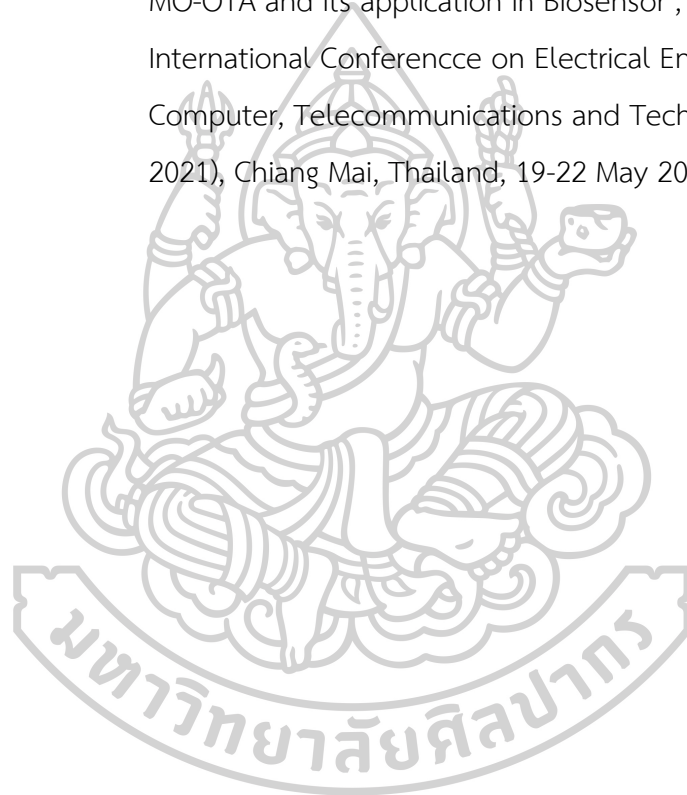 MO-OTA and its application in Biosensor",
International Conferencce on Electrical En
Computer, Telecommunications and Tech
2021), Chiang Mai, Thailand, 19-22 May 20
มหาวิทยาลัยศิลปากร